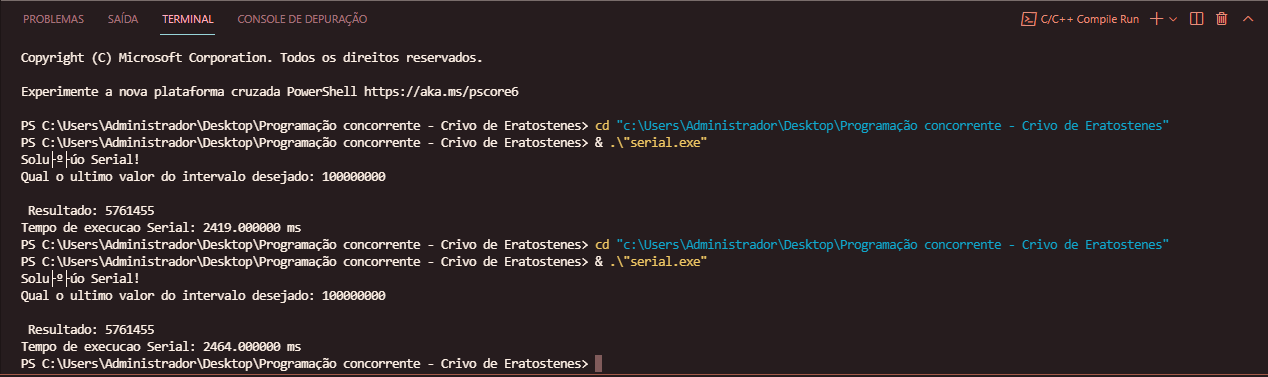 PROBLEMAS SAÍDA TERMINAL CONSOLE DE DEPURAÇÃO C/C++ Compile Run
Copyright (C) Microsoft Corporation. Todos os direitos reservados.
Experimente a nova plataforma cruzada PowerShell https://aka.ms/pscore6
PS C:\Users\Administrador\Desktop\Programação concorrente - Crivo de Eratostenes> cd "c:\Users\Administrador\Desktop\Programação concorrente - Crivo de Eratostenes"
PS C:\Users\Administrador\Desktop\Programação concorrente - Crivo de Eratostenes> & .\"serial.exe"
Solu├º├úo Serial!
Qual o ultimo valor do intervalo desejado: 100000000
Resultado: 5761455
Tempo de execucao Serial: 2419.000000 ms
PS C:\Users\Administrador\Desktop\Programação concorrente - Crivo de Eratostenes> cd "c:\Users\Administrador\Desktop\Programação concorrente - Crivo de Eratostenes"
PS C:\Users\Administrador\Desktop\Programação concorrente - Crivo de Eratostenes> & .\"serial.exe"
Solu├º├úo Serial!
Qual o ultimo valor do intervalo desejado: 100000000
Resultado: 5761455
Tempo de execucao Serial: 2464.000000 ms
PS C:\Users\Administrador\Desktop\Programação concorrente - Crivo de Eratostenes>